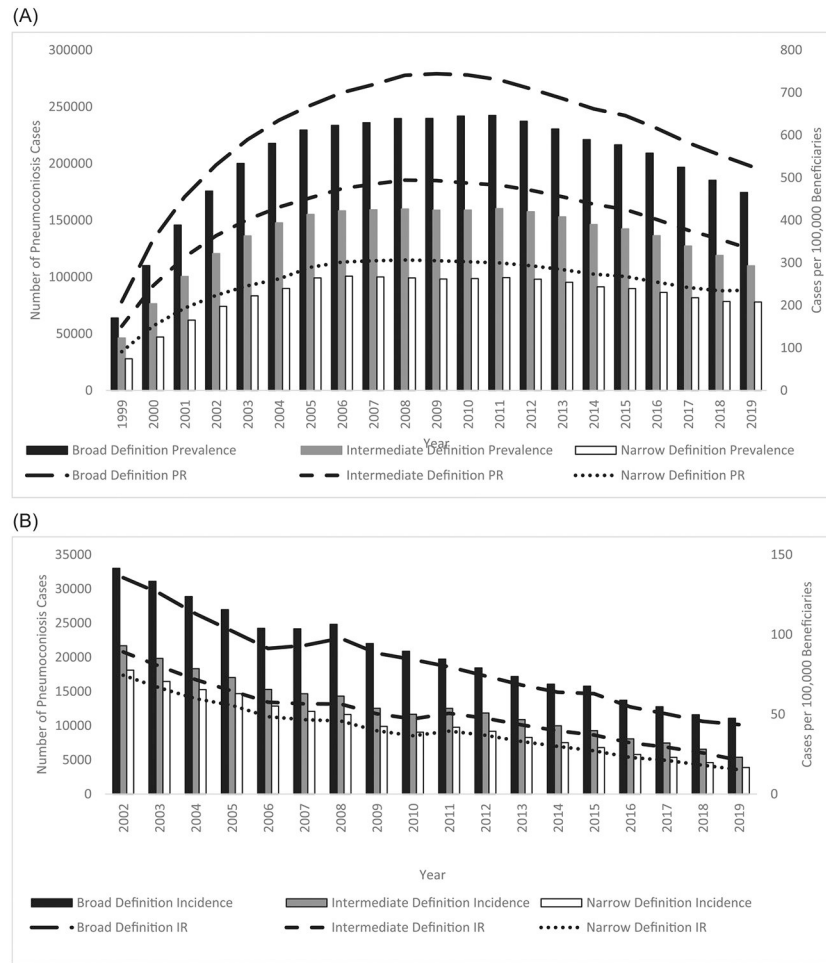 (A)
300000
250000
200000
150000
100000
50000
0
Number of Pneumoconiosis Cases
800
700
600
500
400
300
200
100
0
Cases per 100,000 Beneficiaries
1999 2000 2001 2002 2003 2004 2005 2006 2007 2008 2009 2010 2011 2012 2013 2014 2015 2016 2017 2018 2019
Year
Broad Definition Prevalence Intermediate Definition Prevalence Narrow Definition Prevalence
Broad Definition PR Intermediate Definition PR Narrow Definition PR
(B)
35000
30000
25000
20000
15000
10000
5000
0
Number of Pneumoconiosis Cases
150
100
50
0
Cases per 100,000 Beneficiaries
2002 2003 2004 2005 2006 2007 2008 2009 2010 2011 2012 2013 2014 2015 2016 2017 2018 2019
Year
Broad Definition Incidence Intermediate Definition Incidence Narrow Definition Incidence
Broad Definition IR Intermediate Definition IR Narrow Definition IR